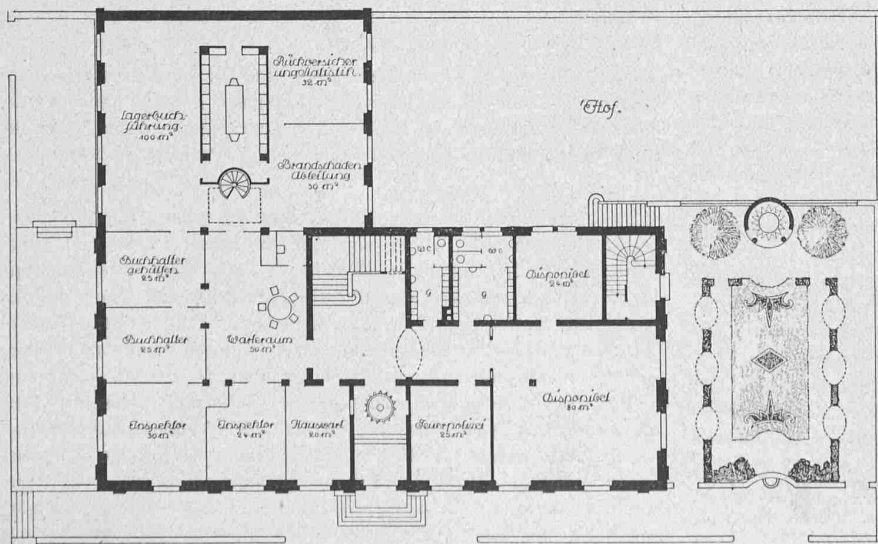 Rückversicher
ungsstatistik.
32 m²
Hof.
Lagerbuch-
führung.
100 m²
Brandschaden
Abteilung
30 m²
Buchhalter
gehülfen
25 m²
WC
WC
Disponibel
24 m²
Buchhalter
25 m²
Warteraum
50 m²
g
g
Disponibel
80 m²
Inspektor
30 m²
Inspektor
24 m²
Hauswart
20 m²
Feuerpolizei
25 m²